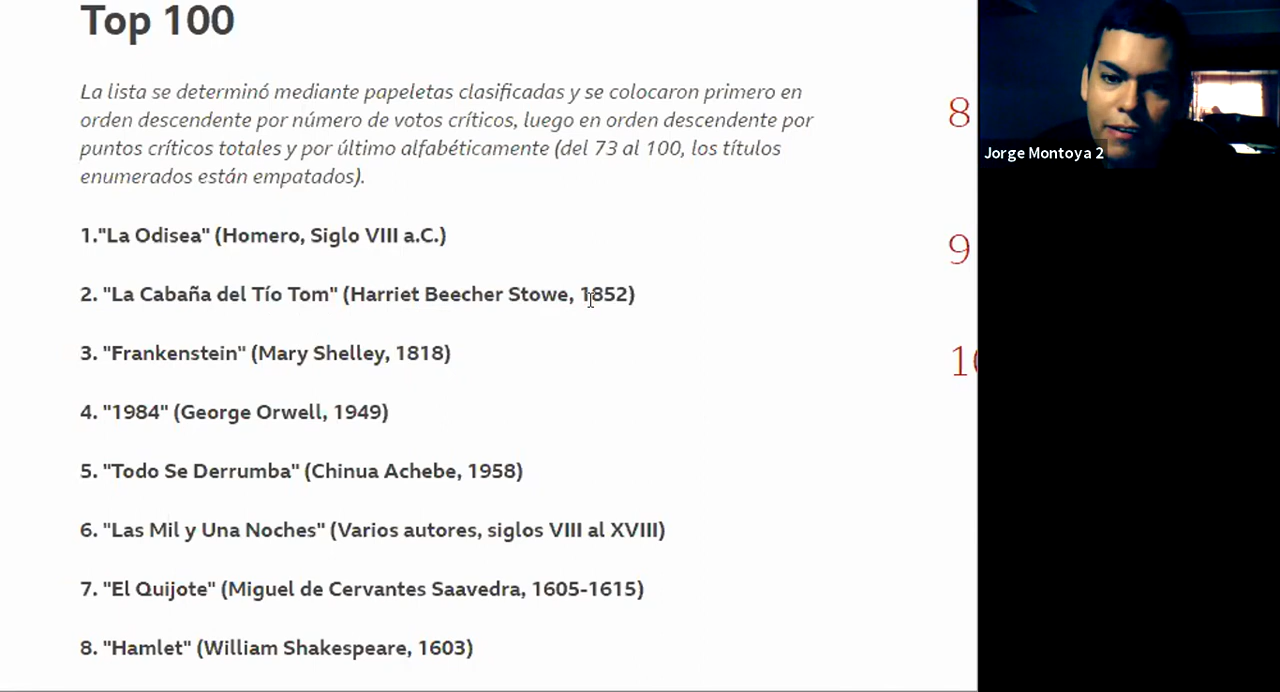 Top 100
La lista se determinó mediante papeletas clasificadas y se colocaron primero en
orden descendente por número de votos críticos, luego en orden descendente por
puntos críticos totales y por último alfabéticamente (del 73 al 100, los títulos
enumerados están empatados).
1."La Odisea" (Homero, Siglo VIII a.C.)
2. "La Cabaña del Tío Tom" (Harriet Beecher Stowe, 1852)
3. "Frankenstein" (Mary Shelley, 1818)
4. "1984" (George Orwell, 1949)
5. "Todo Se Derrumba" (Chinua Achebe, 1958)
6. "Las Mil y Una Noches" (Varios autores, siglos VIII al XVIII)
7. "El Quijote" (Miguel de Cervantes Saavedra, 1605-1615)
8. "Hamlet" (William Shakespeare, 1603)
8
9
10
Jorge Montoya 2